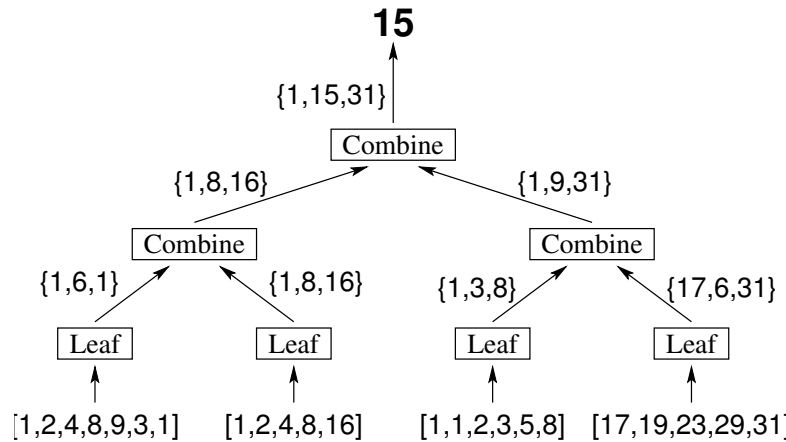 15
{1,15,31}
Combine
{1,8,16} {1,9,31}
Combine Combine
{1,6,1} {1,8,16} {1,3,8} {17,6,31}
Leaf Leaf Leaf Leaf
[1,2,4,8,9,3,1] [1,2,4,8,16] [1,1,2,3,5,8] [17,19,23,29,31]